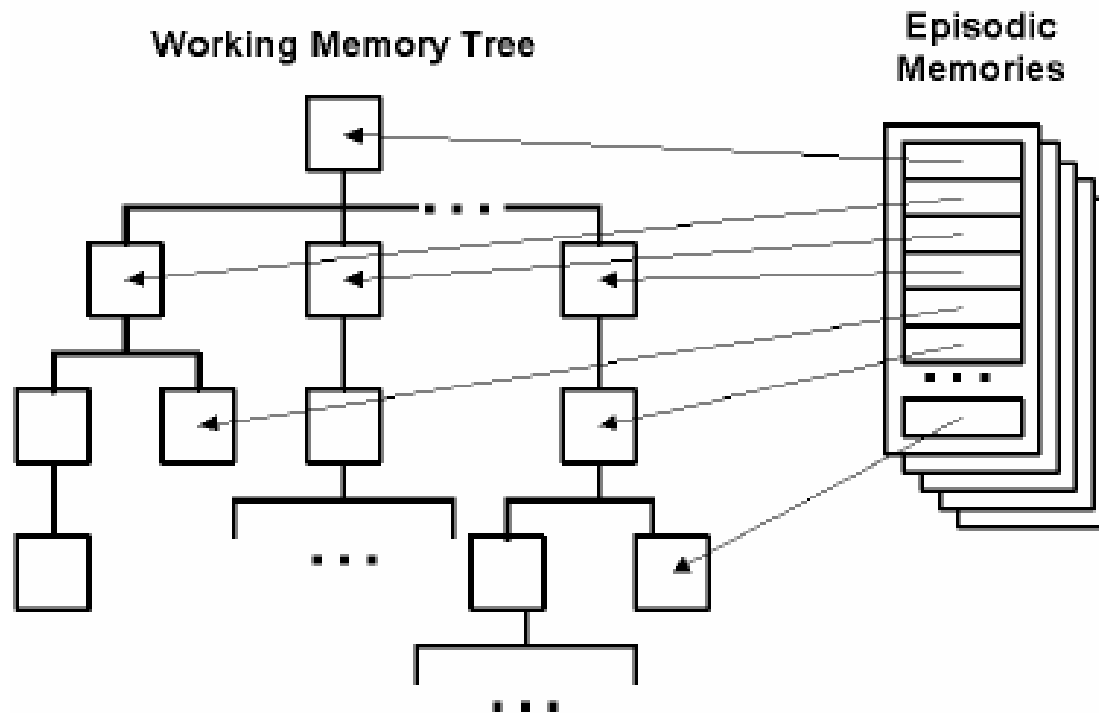 Working Memory Tree
Episodic
Memories
. . .
. . .
. . .
. . .